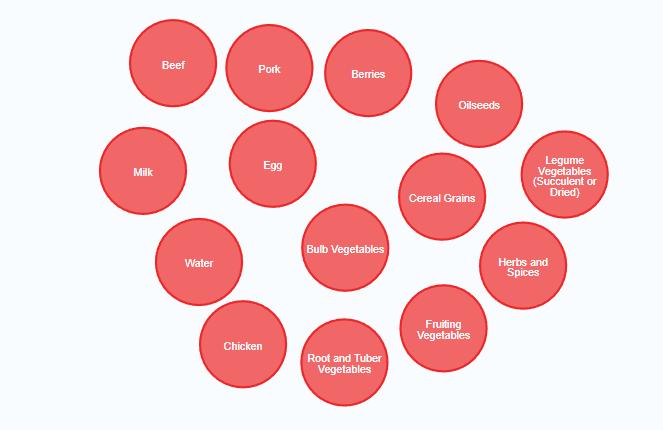 Beef
Pork
Berries
Oilseeds
Milk
Egg
Legume
Vegetables
(Succulent or
Dried)
Cereal Grains
Bulb Vegetables
Water
Herbs and
Spices
Chicken
Root and Tuber
Vegetables
Fruiting
Vegetables